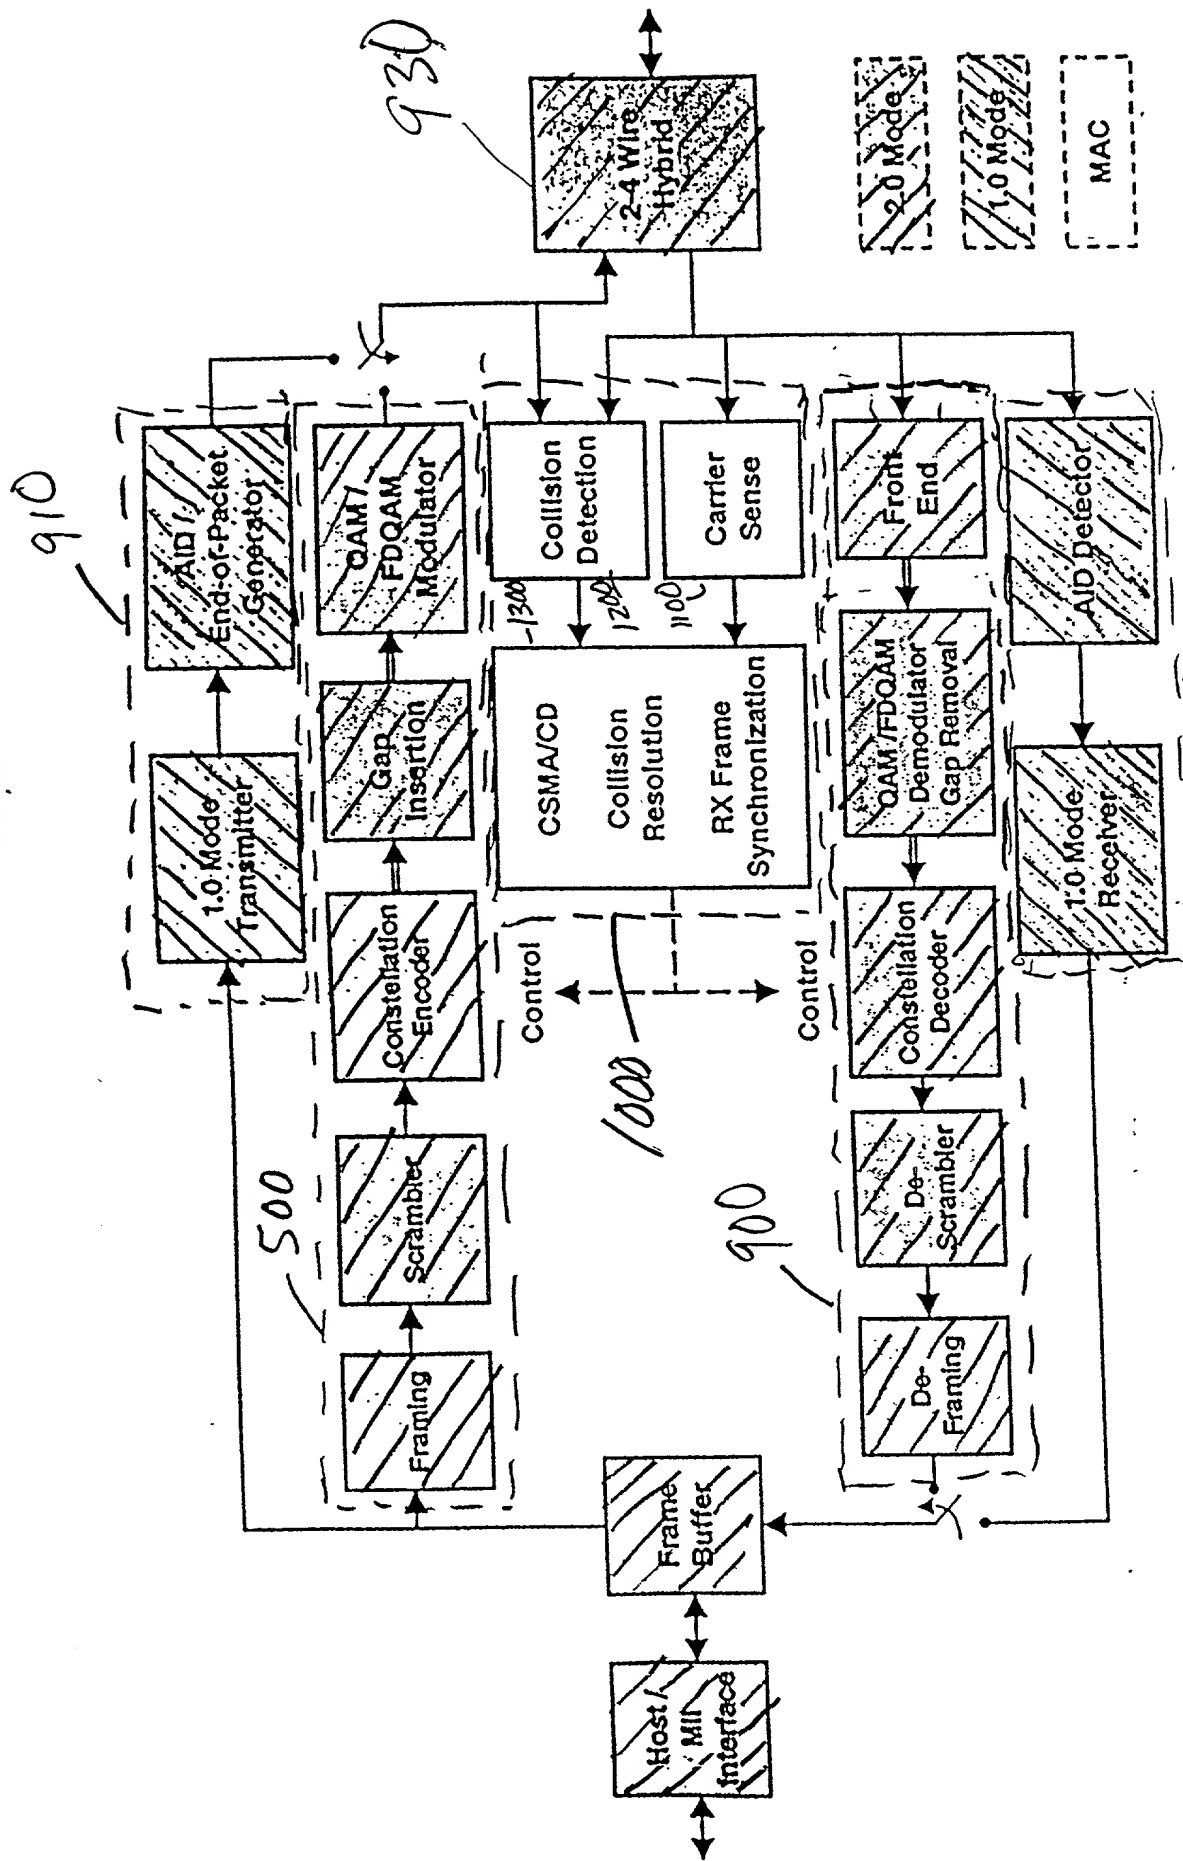 910
1.0 Mode
Transmitter
AID /
End-of-Packet
Generator
930
500
Framing
Scrambler
Constellation
Encoder
Gap
Insertion
QAM /
FDQAM
Modulator
Host /
MII
Interface
Frame
Buffer
Control
1000
Control
CSMA/CD
Collision
Resolution
RX Frame
Synchronization
1300
1200
1100
Collision
Detection
Carrier
Sense
2-4 Wire
Hybrid
900
De-
Framing
De-
Scrambler
Constellation
Decoder
QAM /FDQAM
Demodulator
Gap Removal
Front
End
1.0 Mode
Receiver
AID Detector
2.0 Mode
1.0 Mode
MAC